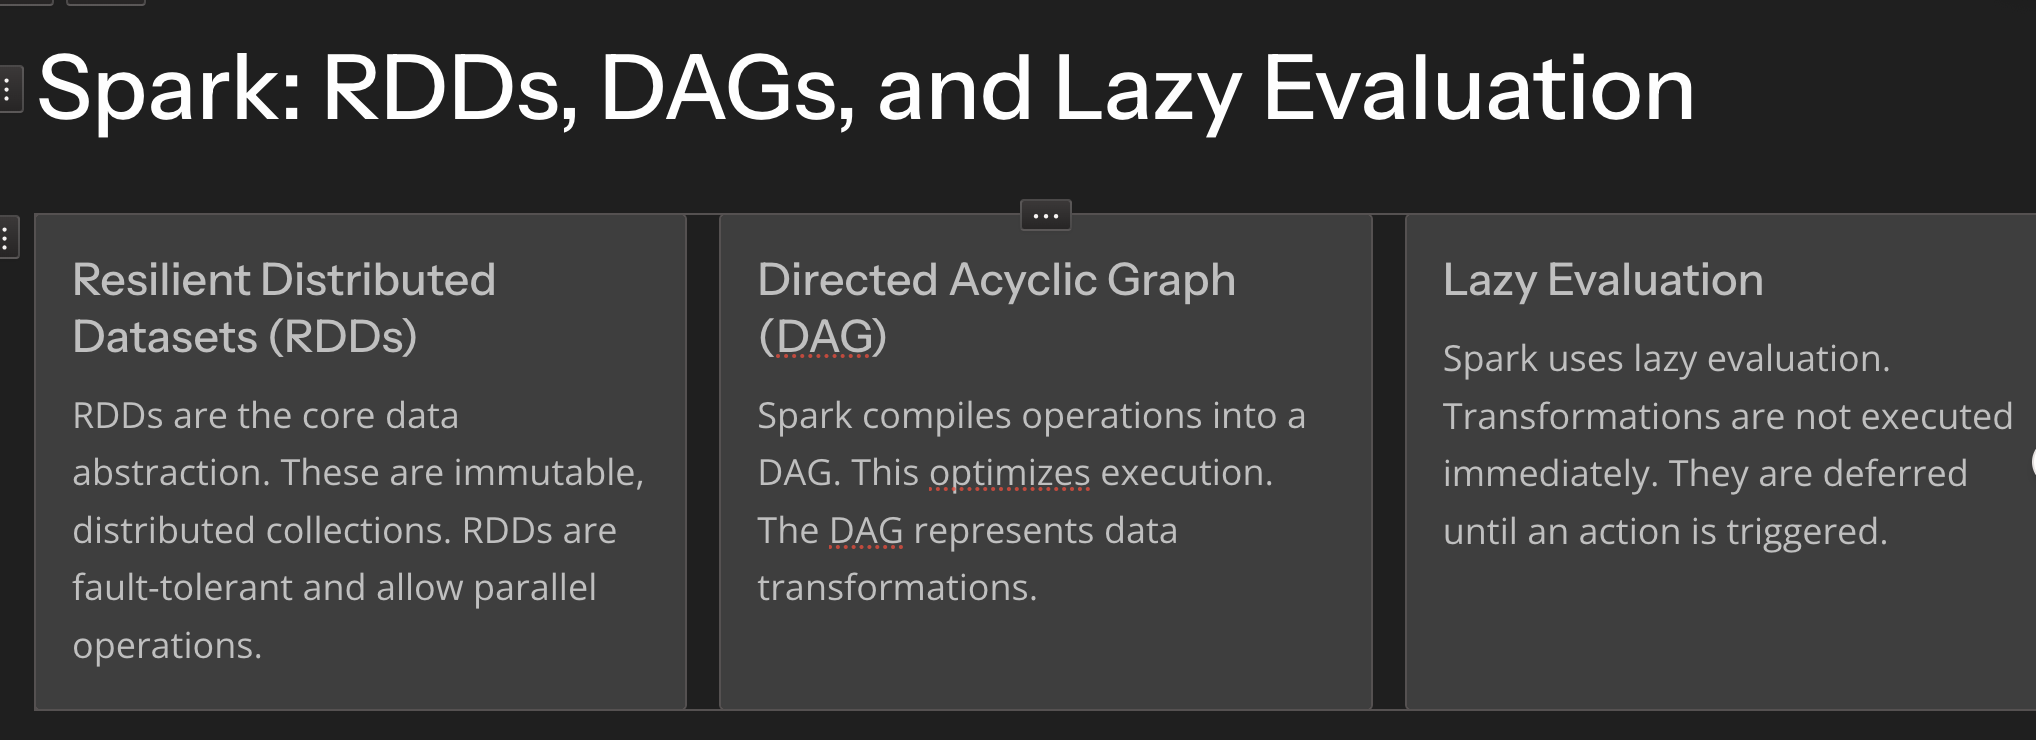 Spark: RDDs, DAGs, and Lazy Evaluation
Resilient Distributed
Datasets (RDDs)
RDDs are the core data
abstraction. These are immutable,
distributed collections. RDDs are
fault-tolerant and allow parallel
operations.
Directed Acyclic Graph
(DAG)
Spark compiles operations into a
DAG. This optimizes execution.
The DAG represents data
transformations.
Lazy Evaluation
Spark uses lazy evaluation.
Transformations are not executed
immediately. They are deferred
until an action is triggered.